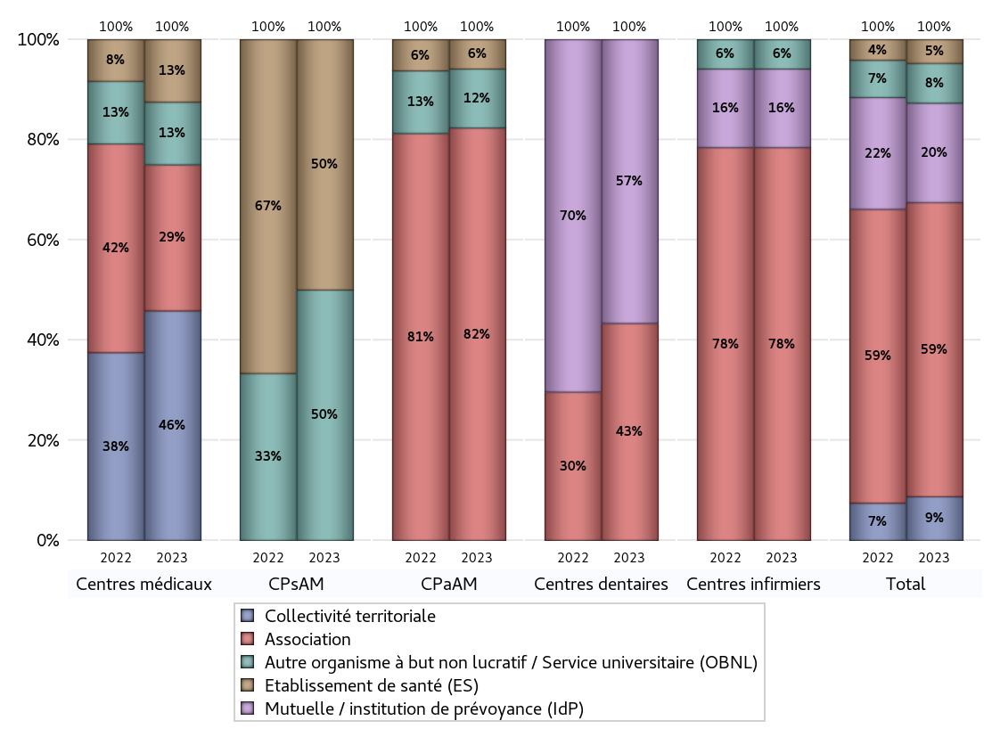 100% 100% 100% 100% 100% 100% 100% 100% 100% 100% 100% 100%
100%
8% 13% 6% 6% 4% 5%
13% 13% 13% 12% 6% 6% 7% 8%
80%
42% 29% 67% 50% 70% 57% 16% 16% 22% 20%
60%
40%
38% 46% 33% 50% 81% 82% 30% 43% 78% 78% 59% 59%
20%
7% 9%
0%
2022 2023 2022 2023 2022 2023 2022 2023 2022 2023 2022 2023
Centres médicaux CPsAM CPaAM Centres dentaires Centres infirmiers Total
Collectivité territoriale
Association
Autre organisme à but non lucratif / Service universitaire (OBNL)
Etablissement de santé (ES)
Mutuelle / institution de prévoyance (IdP)